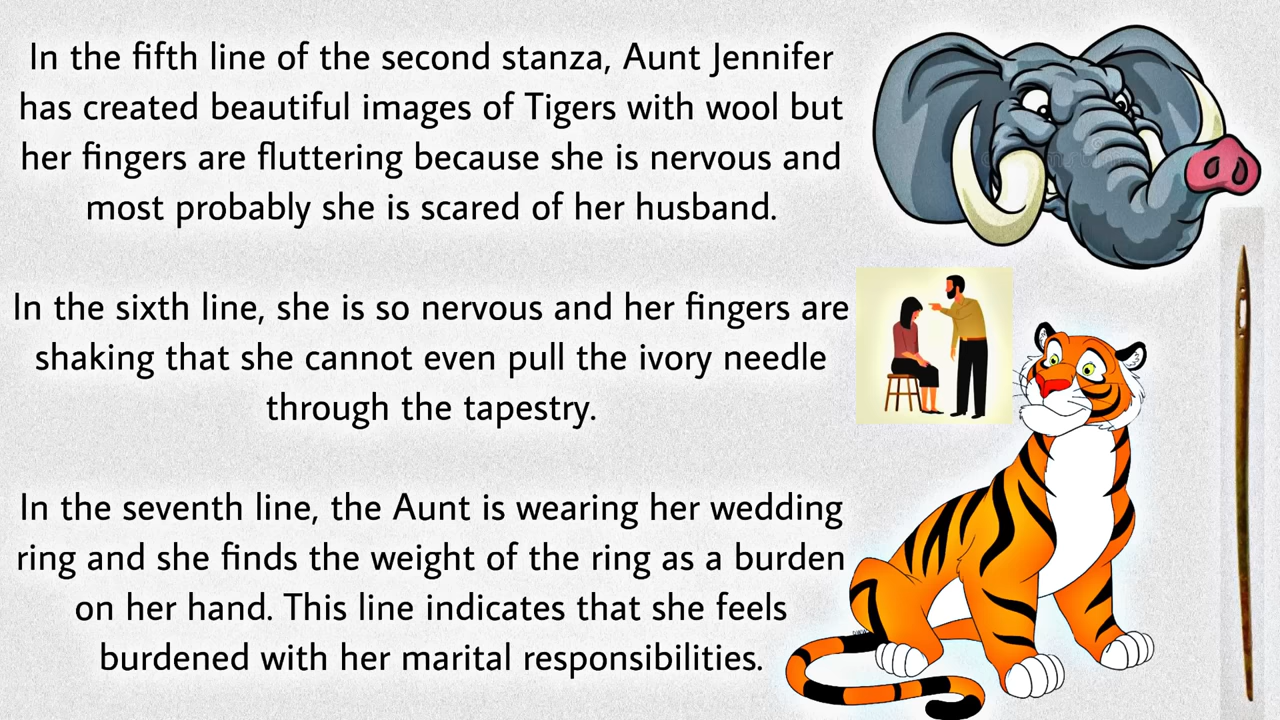 In the fifth line of the second stanza, Aunt Jennifer
has created beautiful images of Tigers with wool but
her fingers are fluttering because she is nervous and
most probably she is scared of her husband.
In the sixth line, she is so nervous and her fingers are
shaking that she cannot even pull the ivory needle
through the tapestry.
In the seventh line, the Aunt is wearing her wedding
ring and she finds the weight of the ring as a burden
on her hand. This line indicates that she feels
burdened with her marital responsibilities.